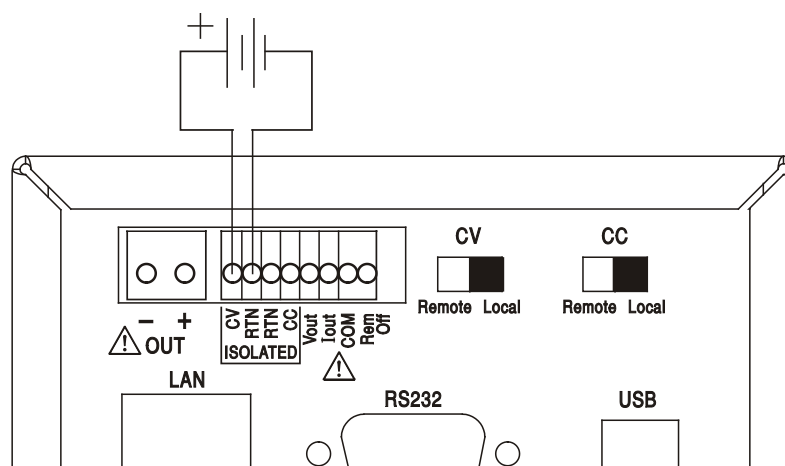 +
CV
CC
Remote Local
Remote Local
− +
CV
RTN
RTN
CC
Vout
Iout
COM
Rem
Off
⚠ OUT
ISOLATED
⚠
LAN
RS232
USB